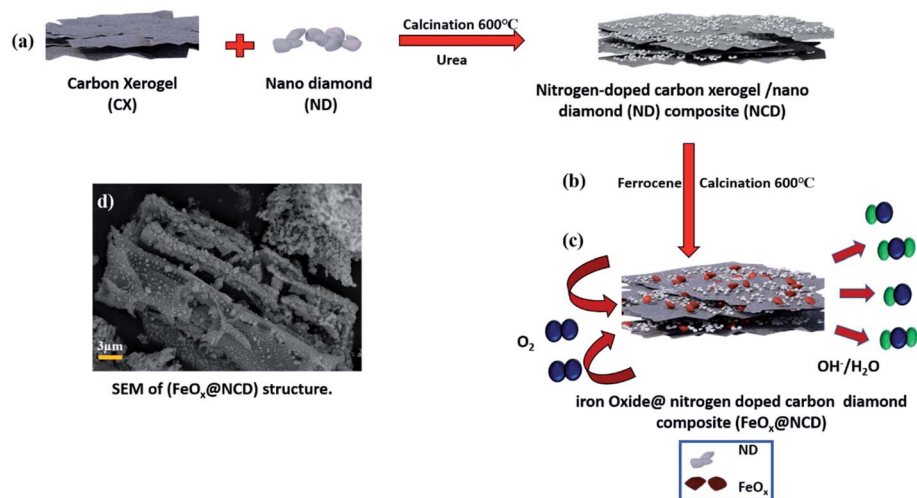 (a)
Carbon Xerogel
(CX)
Nano diamond
(ND)
Calcination 600℃
Urea
Nitrogen-doped carbon xerogel /nano
diamond (ND) composite (NCD)
(b)
Ferrocene
Calcination 600℃
(c)
O₂
OH⁻/H₂O
iron Oxide@ nitrogen doped carbon diamond
composite (FeOₓ@NCD)
ND
FeOₓ
d)
3µm
SEM of (FeOₓ@NCD) structure.